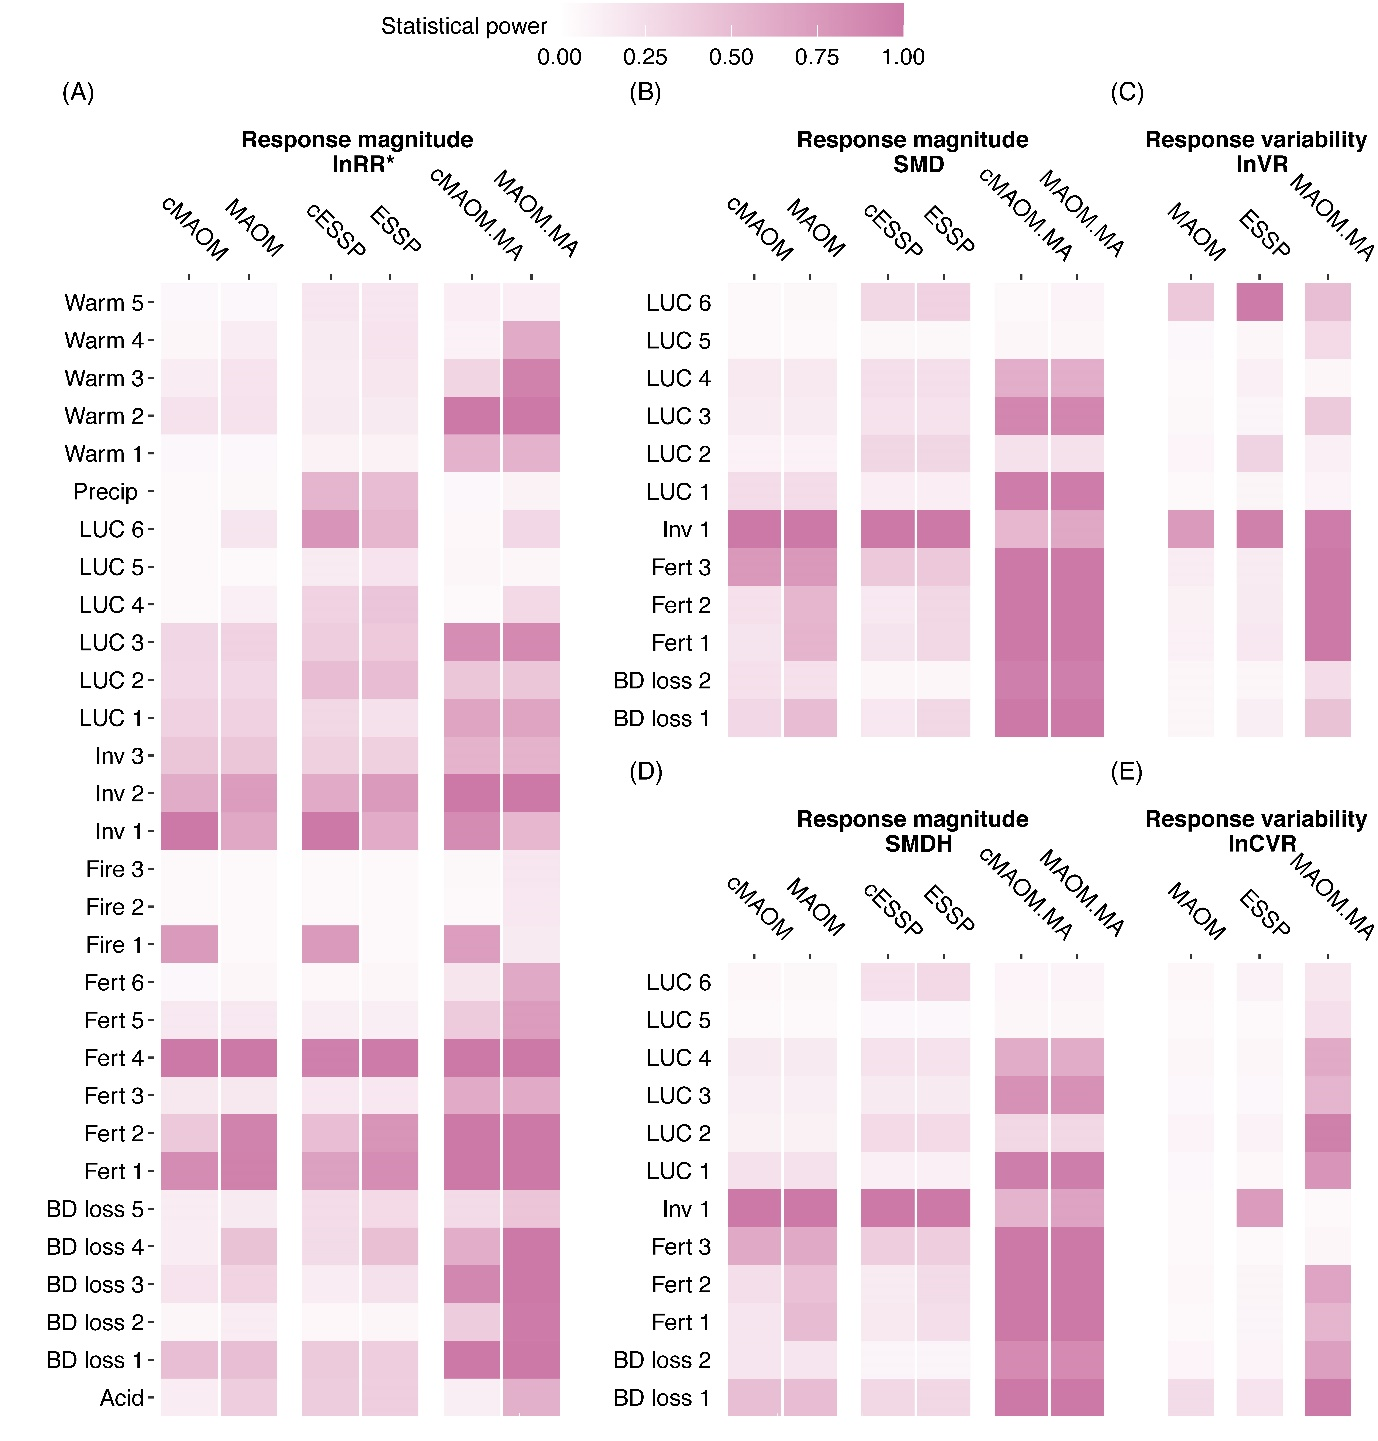 Statistical power
0.00 0.25 0.50 0.75 1.00
(A)
Response magnitude
lnRR*
cMAOM MAOM cESSP ESSP cMAOM.MA MAOM.MA
Warm 5
Warm 4
Warm 3
Warm 2
Warm 1
Precip
LUC 6
LUC 5
LUC 4
LUC 3
LUC 2
LUC 1
Inv 3
Inv 2
Inv 1
Fire 3
Fire 2
Fire 1
Fert 6
Fert 5
Fert 4
Fert 3
Fert 2
Fert 1
BD loss 5
BD loss 4
BD loss 3
BD loss 2
BD loss 1
Acid
(B)
Response magnitude
SMD
cMAOM MAOM cESSP ESSP cMAOM.MA MAOM.MA
LUC 6
LUC 5
LUC 4
LUC 3
LUC 2
LUC 1
Inv 1
Fert 3
Fert 2
Fert 1
BD loss 2
BD loss 1
(C)
Response variability
lnVR
MAOM ESSP MAOM.MA
(D)
Response magnitude
SMDH
cMAOM MAOM cESSP ESSP cMAOM.MA MAOM.MA
LUC 6
LUC 5
LUC 4
LUC 3
LUC 2
LUC 1
Inv 1
Fert 3
Fert 2
Fert 1
BD loss 2
BD loss 1
(E)
Response variability
lnCVR
MAOM ESSP MAOM.MA